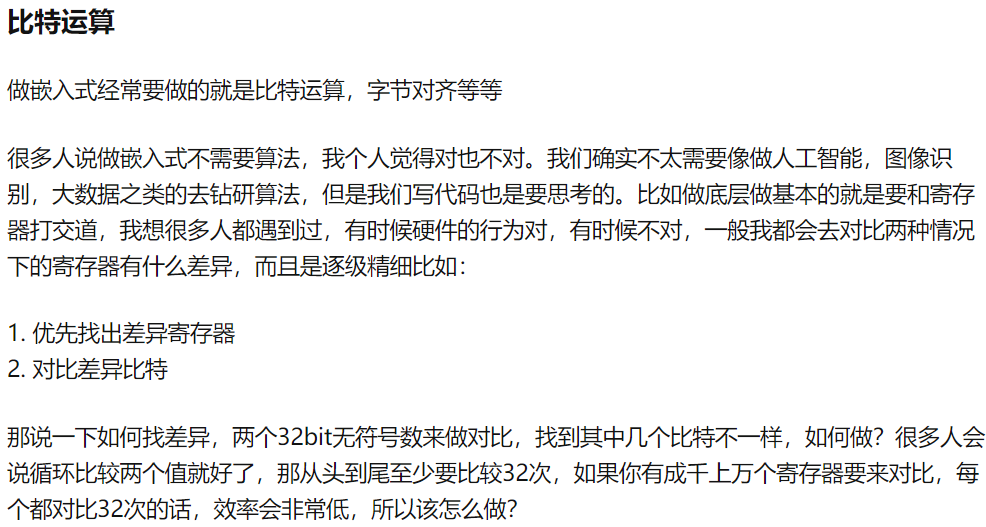 比特运算
做嵌入式经常要做的就是比特运算，字节对齐等等
很多人说做嵌入式不需要算法，我个人觉得对也不对。我们确实不太需要像做人工智能，图像识
别，大数据之类的去钻研算法，但是我们写代码也是要思考的。比如做底层做基本的就是要和寄存
器打交道，我想很多人都遇到过，有时候硬件的行为对，有时候不对，一般我都会去对比两种情况
下的寄存器有什么差异，而且是逐级精细比如：
1. 优先找出差异寄存器
2. 对比差异比特
那说一下如何找差异，两个32bit无符号数来做对比，找到其中几个比特不一样，如何做？很多人会
说循环比较两个值就好了，那从头到尾至少要比较32次，如果你有成千上万个寄存器要来对比，每
个都对比32次的话，效率会非常低，所以该怎么做？